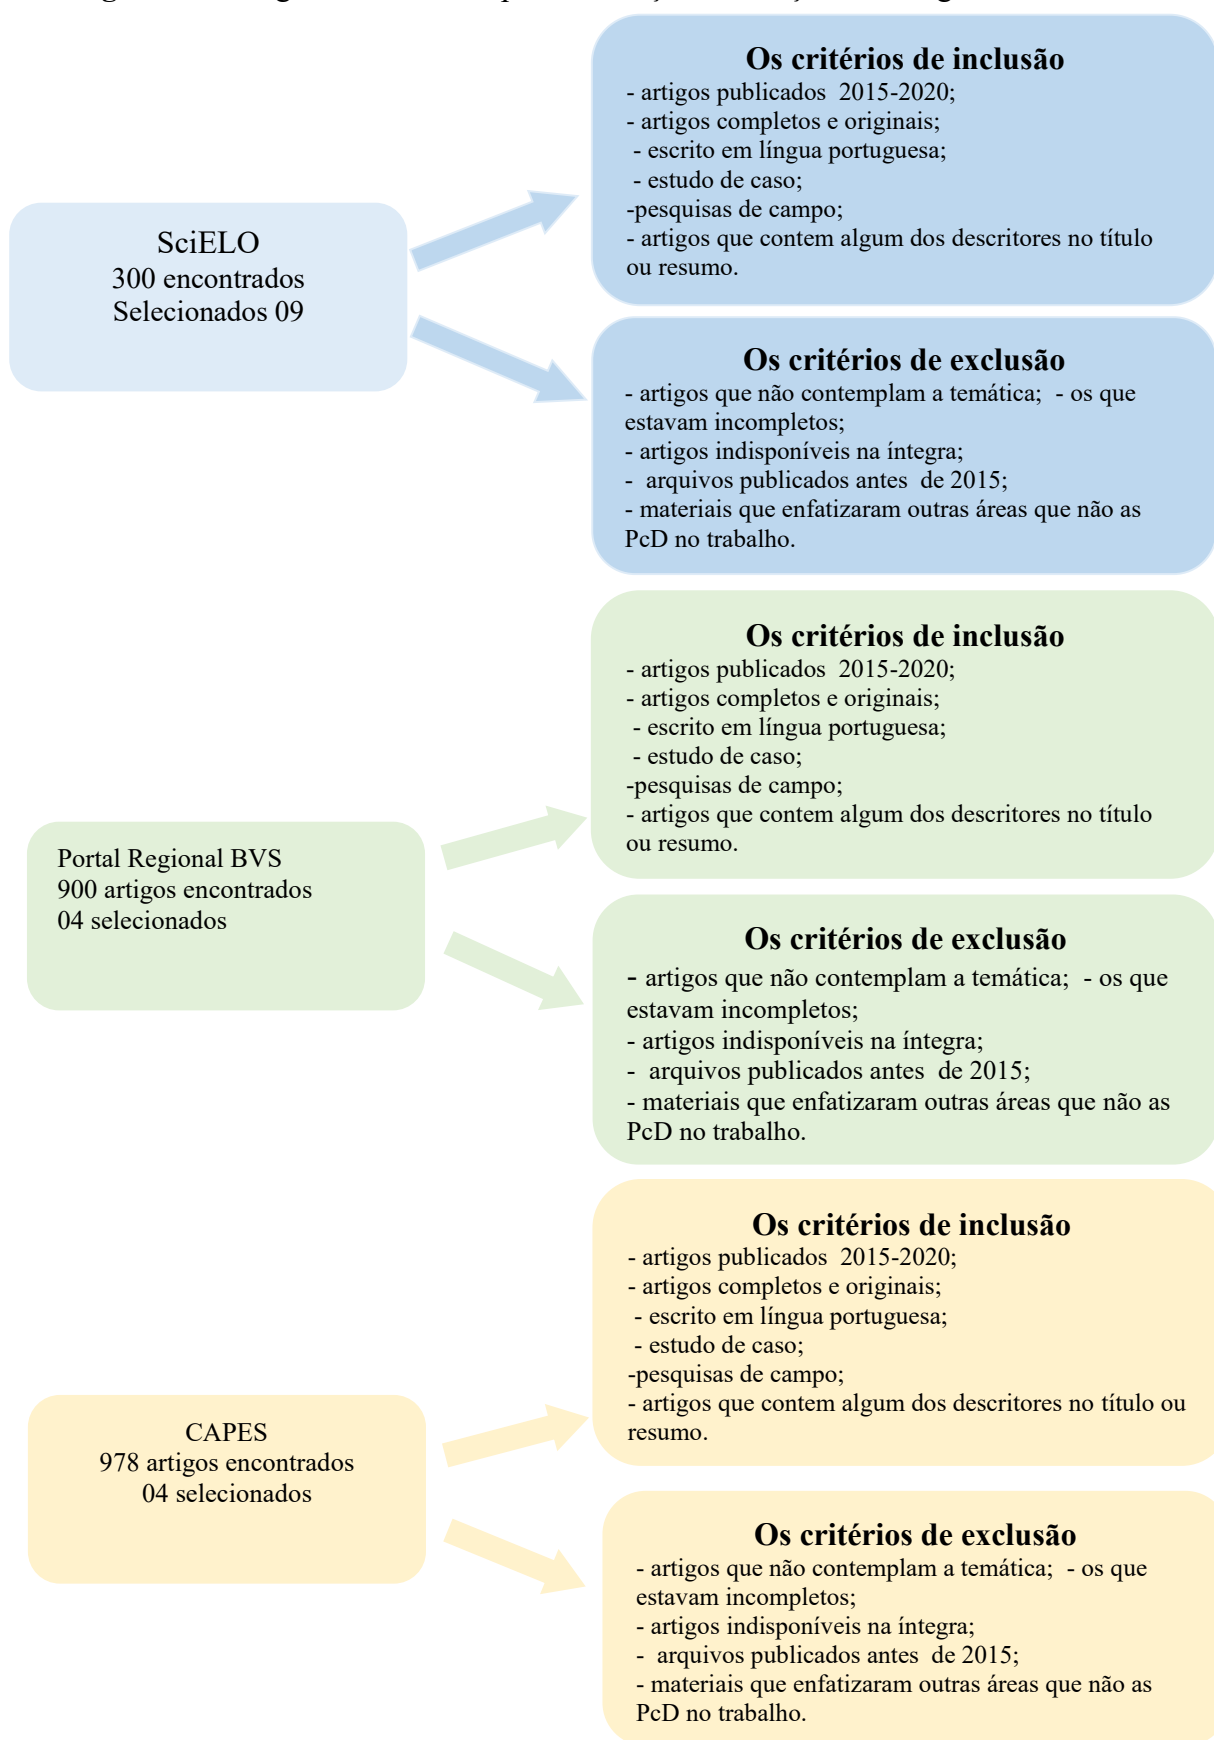 SciELO
300 encontrados
Selecionados 09
Os critérios de inclusão
- artigos publicados  2015-2020;
- artigos completos e originais;
- escrito em língua portuguesa;
- estudo de caso;
-pesquisas de campo;
- artigos que contem algum dos descritores no título
ou resumo.
Os critérios de exclusão
- artigos que não contemplam a temática;  - os que
estavam incompletos;
- artigos indisponíveis na íntegra;
-  arquivos publicados antes  de 2015;
- materiais que enfatizaram outras áreas que não as
PcD no trabalho.
Portal Regional BVS
900 artigos encontrados
04 selecionados
Os critérios de inclusão
- artigos publicados  2015-2020;
- artigos completos e originais;
- escrito em língua portuguesa;
- estudo de caso;
-pesquisas de campo;
- artigos que contem algum dos descritores no título
ou resumo.
Os critérios de exclusão
- artigos que não contemplam a temática;  - os que
estavam incompletos;
- artigos indisponíveis na íntegra;
-  arquivos publicados antes  de 2015;
- materiais que enfatizaram outras áreas que não as
PcD no trabalho.
CAPES
978 artigos encontrados
04 selecionados
Os critérios de inclusão
- artigos publicados  2015-2020;
- artigos completos e originais;
- escrito em língua portuguesa;
- estudo de caso;
-pesquisas de campo;
- artigos que contem algum dos descritores no título ou
resumo.
Os critérios de exclusão
- artigos que não contemplam a temática;  - os que
estavam incompletos;
- artigos indisponíveis na íntegra;
-  arquivos publicados antes  de 2015;
- materiais que enfatizaram outras áreas que não as
PcD no trabalho.